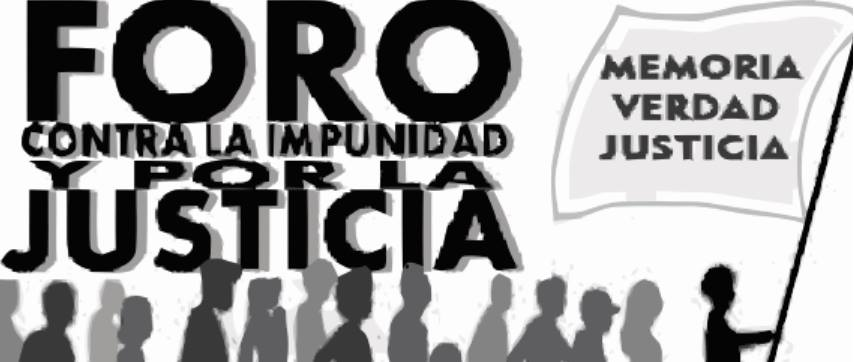 FORO
CONTRA LA IMPUNIDAD
Y POR LA
JUSTICIA
MEMORIA
VERDAD
JUSTICIA